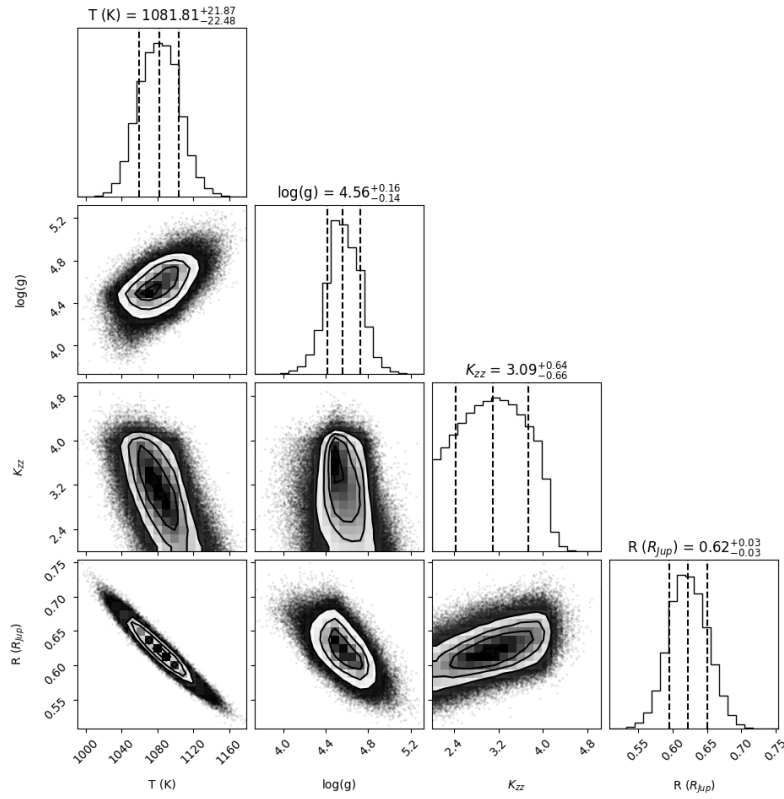 T (K) = 1081.81+21.87−22.48
log(g) = 4.56+0.16−0.14
Kzz = 3.09+0.64−0.66
R (RJup) = 0.62+0.03−0.03
log(g)
5.2
4.8
4.4
4.0
Kzz
4.8
4.0
3.2
2.4
R (RJup)
0.75
0.70
0.65
0.60
0.55
1000 1040 1080 1120 1160
4.0 4.4 4.8 5.2
2.4 3.2 4.0 4.8
0.55 0.60 0.65 0.70 0.75
T (K) log(g) Kzz R (RJup)